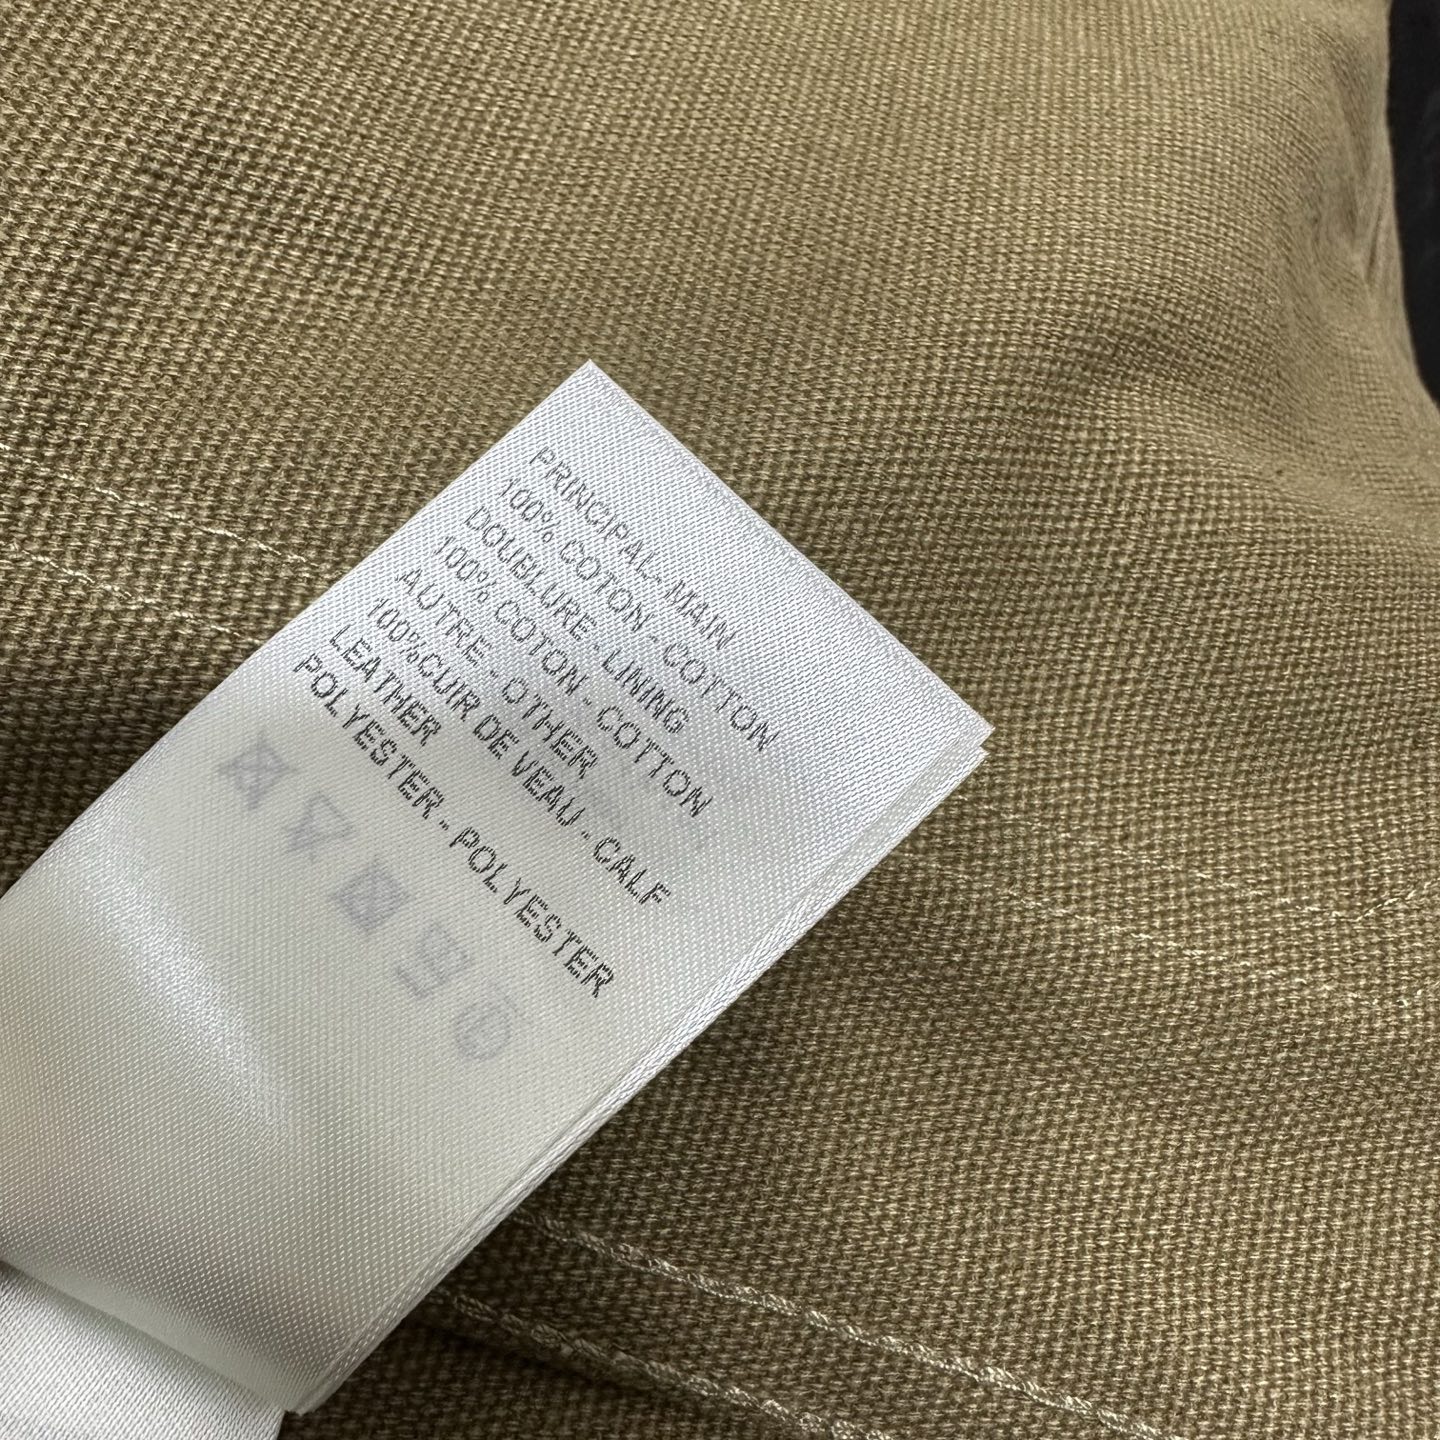 PRINCIPAL-MAIN
100% COTON - COTTON
DOUBLURE - LINING
100% COTON - COTTON
AUTRE - OTHER
100%CUIR DE VEAU - CALF
LEATHER
POLYESTER - POLYESTER